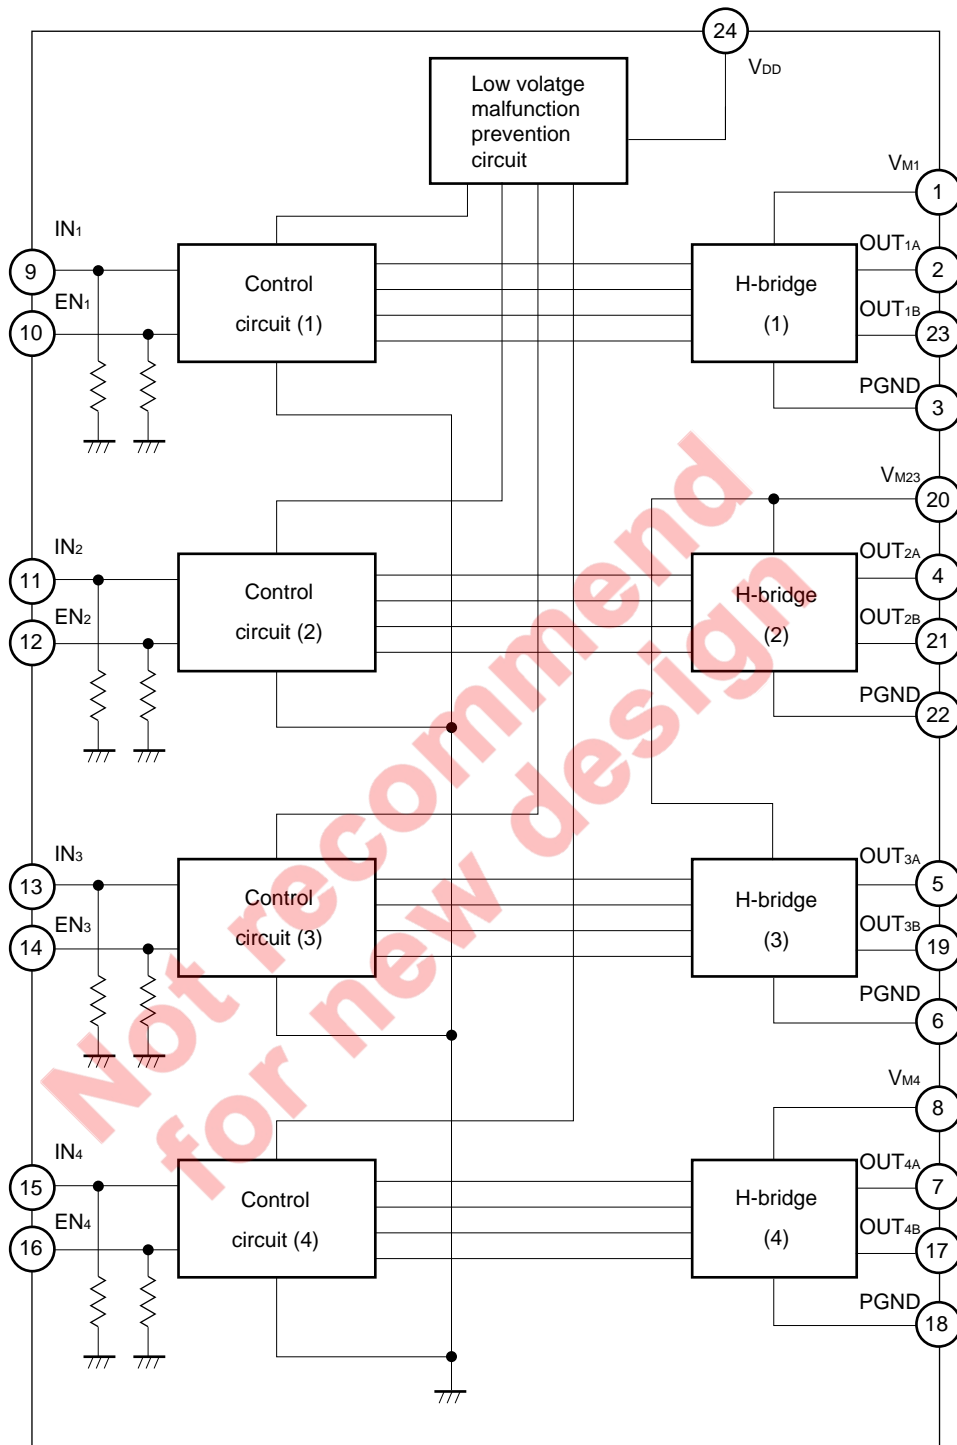 24
VDD
Low volatge
malfunction
prevention
circuit
VM1
1
IN1
9
EN1
10
Control
circuit (1)
H-bridge
(1)
OUT1A
2
OUT1B
23
PGND
3
VM23
20
IN2
11
EN2
12
Control
circuit (2)
H-bridge
(2)
OUT2A
4
OUT2B
21
PGND
22
IN3
13
EN3
14
Control
circuit (3)
H-bridge
(3)
OUT3A
5
OUT3B
19
PGND
6
VM4
8
IN4
15
EN4
16
Control
circuit (4)
H-bridge
(4)
OUT4A
7
OUT4B
17
PGND
18
Not recommend
for new design